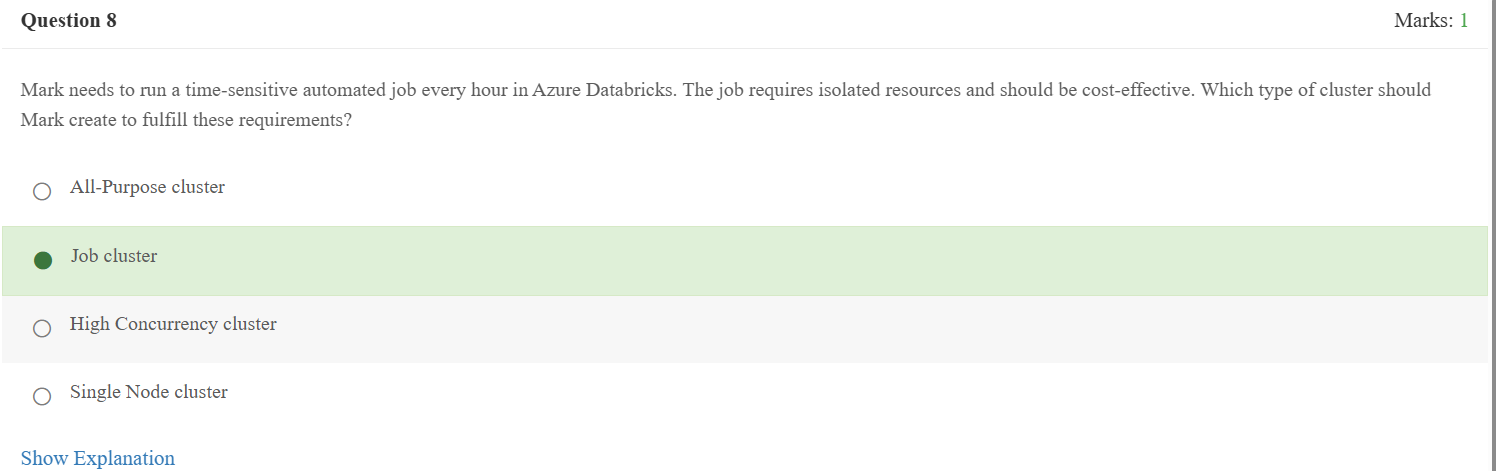 Question 8
Marks: 1
Mark needs to run a time-sensitive automated job every hour in Azure Databricks. The job requires isolated resources and should be cost-effective. Which type of cluster should
Mark create to fulfill these requirements?
All-Purpose cluster
Job cluster
High Concurrency cluster
Single Node cluster
Show Explanation